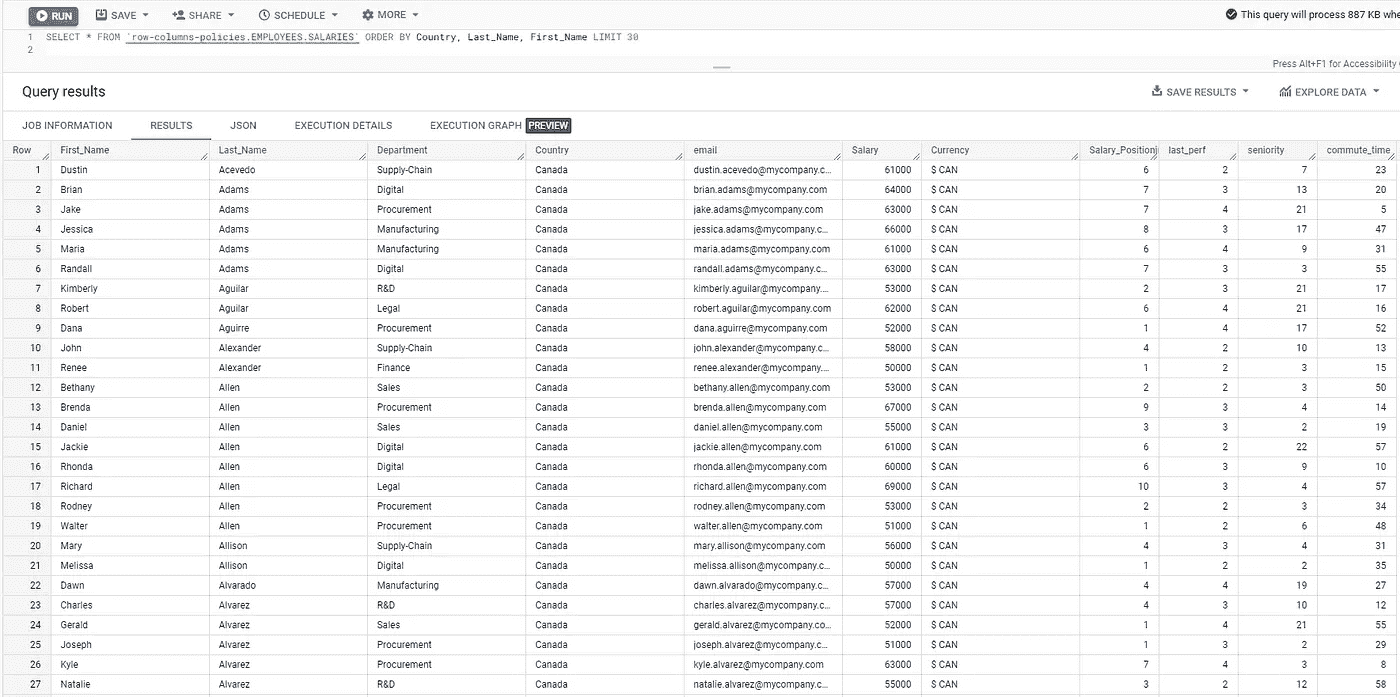 RUN SAVE SHARE SCHEDULE MORE This query will process 887 KB whe
1 SELECT * FROM `row-columns-policies.EMPLOYEES.SALARIES` ORDER BY Country, Last_Name, First_Name LIMIT 30
2
Press Alt+F1 for Accessibility
Query results SAVE RESULTS EXPLORE DATA
JOB INFORMATION RESULTS JSON EXECUTION DETAILS EXECUTION GRAPH PREVIEW
Row First_Name Last_Name Department Country email Salary Currency Salary_Position last_perf seniority commute_time
1 Dustin Acevedo Supply-Chain Canada dustin.acevedo@mycompany.c... 61000 $ CAN 6 2 7 23
2 Brian Adams Digital Canada brian.adams@mycompany.com 64000 $ CAN 7 3 13 20
3 Jake Adams Procurement Canada jake.adams@mycompany.com 63000 $ CAN 7 4 21 5
4 Jessica Adams Manufacturing Canada jessica.adams@mycompany.c... 66000 $ CAN 8 3 17 47
5 Maria Adams Manufacturing Canada maria.adams@mycompany.com 61000 $ CAN 6 4 9 31
6 Randall Adams Digital Canada randall.adams@mycompany.c... 63000 $ CAN 7 3 3 55
7 Kimberly Aguilar R&D Canada kimberly.aguilar@mycompany.... 53000 $ CAN 2 3 21 17
8 Robert Aguilar Legal Canada robert.aguilar@mycompany.com 62000 $ CAN 6 4 21 16
9 Dana Aguirre Procurement Canada dana.aguirre@mycompany.com 52000 $ CAN 1 4 17 52
10 John Alexander Supply-Chain Canada john.alexander@mycompany.c... 58000 $ CAN 4 2 10 13
11 Renee Alexander Finance Canada renee.alexander@mycompany.... 50000 $ CAN 1 2 3 15
12 Bethany Allen Sales Canada bethany.allen@mycompany.com 53000 $ CAN 2 2 3 50
13 Brenda Allen Procurement Canada brenda.allen@mycompany.com 67000 $ CAN 9 3 4 14
14 Daniel Allen Sales Canada daniel.allen@mycompany.com 55000 $ CAN 3 3 2 19
15 Jackie Allen Digital Canada jackie.allen@mycompany.com 61000 $ CAN 6 2 22 57
16 Rhonda Allen Digital Canada rhonda.allen@mycompany.com 60000 $ CAN 6 3 9 10
17 Richard Allen Legal Canada richard.allen@mycompany.com 69000 $ CAN 10 3 4 57
18 Rodney Allen Procurement Canada rodney.allen@mycompany.com 53000 $ CAN 2 2 3 34
19 Walter Allen Procurement Canada walter.allen@mycompany.com 51000 $ CAN 1 2 6 48
20 Mary Allison Supply-Chain Canada mary.allison@mycompany.com 56000 $ CAN 4 3 4 31
21 Melissa Allison Digital Canada melissa.allison@mycompany.c... 50000 $ CAN 1 2 2 35
22 Dawn Alvarado Manufacturing Canada dawn.alvarado@mycompany.c... 57000 $ CAN 4 4 19 27
23 Charles Alvarez R&D Canada charles.alvarez@mycompany.c... 57000 $ CAN 4 3 10 12
24 Gerald Alvarez Sales Canada gerald.alvarez@mycompany.co... 52000 $ CAN 1 4 21 55
25 Joseph Alvarez Procurement Canada joseph.alvarez@mycompany.c... 51000 $ CAN 1 3 2 29
26 Kyle Alvarez Procurement Canada kyle.alvarez@mycompany.com 63000 $ CAN 7 4 3 8
27 Natalie Alvarez R&D Canada natalie.alvarez@mycompany.c... 55000 $ CAN 3 2 12 58